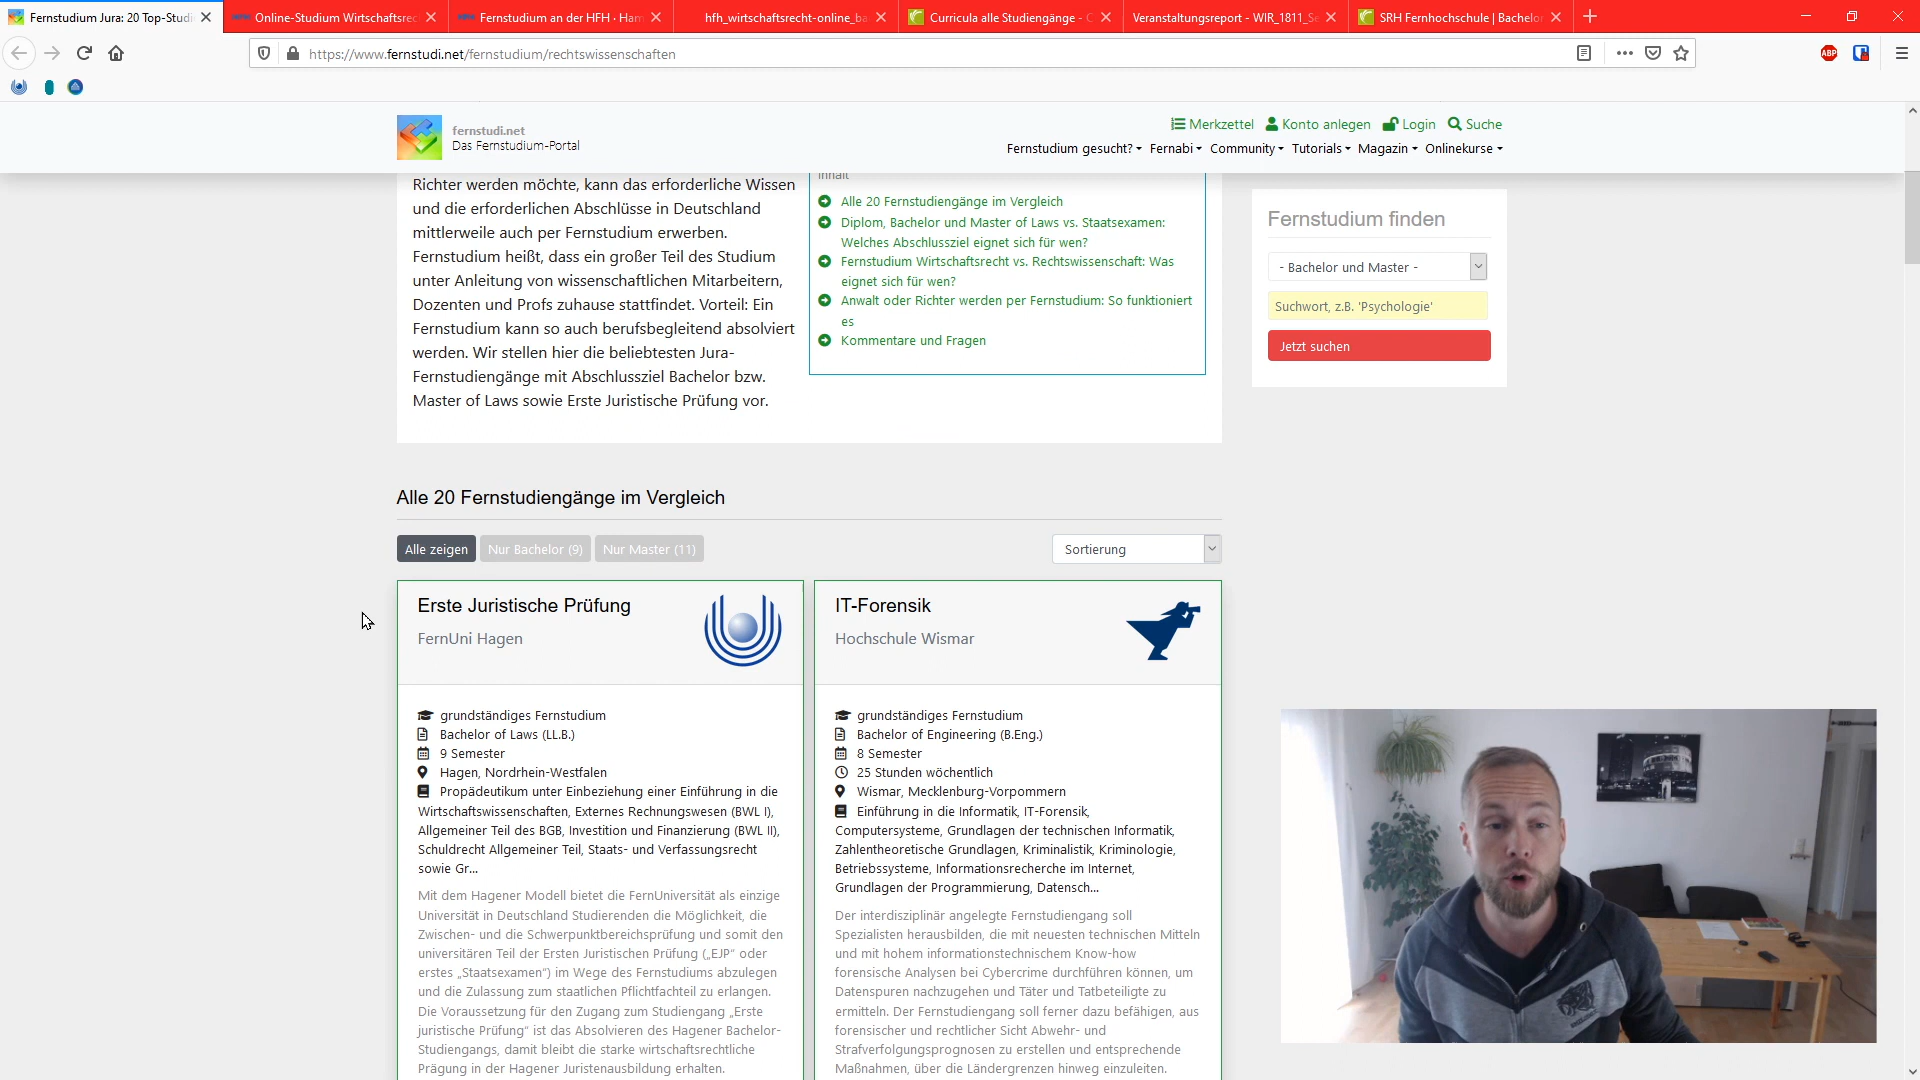 Fernstudium Jura: 20 Top-Studi
Online-Studium Wirtschaftsrec
Fernstudium an der HFH · Ham
hfh_wirtschaftsrecht-online_ba
Curricula alle Studiengänge - C
Veranstaltungsreport - WIR_1811_Se
SRH Fernhochschule | Bachelor
https://www.fernstudi.net/fernstudium/rechtswissenschaften
ABP
fernstudi.net
Das Fernstudium-Portal
Merkzettel Konto anlegen Login Suche
Fernstudium gesucht? Fernabi Community Tutorials Magazin Onlinekurse
Richter werden möchte, kann das erforderliche Wissen
und die erforderlichen Abschlüsse in Deutschland
mittlerweile auch per Fernstudium erwerben.
Fernstudium heißt, dass ein großer Teil des Studium
unter Anleitung von wissenschaftlichen Mitarbeitern,
Dozenten und Profs zuhause stattfindet. Vorteil: Ein
Fernstudium kann so auch berufsbegleitend absolviert
werden. Wir stellen hier die beliebtesten Jura-
Fernstudiengänge mit Abschlussziel Bachelor bzw.
Master of Laws sowie Erste Juristische Prüfung vor.
Inhalt
Alle 20 Fernstudiengänge im Vergleich
Diplom, Bachelor und Master of Laws vs. Staatsexamen:
Welches Abschlussziel eignet sich für wen?
Fernstudium Wirtschaftsrecht vs. Rechtswissenschaft: Was
eignet sich für wen?
Anwalt oder Richter werden per Fernstudium: So funktioniert
es
Kommentare und Fragen
Fernstudium finden
- Bachelor und Master -
Suchwort, z.B. 'Psychologie'
Jetzt suchen
Alle 20 Fernstudiengänge im Vergleich
Alle zeigen
Nur Bachelor (9)
Nur Master (11)
Sortierung
Erste Juristische Prüfung
FernUni Hagen
grundständiges Fernstudium
Bachelor of Laws (LL.B.)
9 Semester
Hagen, Nordrhein-Westfalen
Propädeutikum unter Einbeziehung einer Einführung in die
Wirtschaftswissenschaften, Externes Rechnungswesen (BWL I),
Allgemeiner Teil des BGB, Investition und Finanzierung (BWL II),
Schuldrecht Allgemeiner Teil, Staats- und Verfassungsrecht
sowie Gr...
Mit dem Hagener Modell bietet die FernUniversität als einzige
Universität in Deutschland Studierenden die Möglichkeit, die
Zwischen- und die Schwerpunktbereichsprüfung und somit den
universitären Teil der Ersten Juristischen Prüfung („EJP“ oder
erstes „Staatsexamen“) im Wege des Fernstudiums abzulegen
und die Zulassung zum staatlichen Pflichtfachteil zu erlangen.
Die Voraussetzung für den Zugang zum Studiengang „Erste
juristische Prüfung“ ist das Absolvieren des Hagener Bachelor-
Studiengangs, damit bleibt die starke wirtschaftsrechtliche
Prägung in der Hagener Juristenausbildung erhalten.
IT-Forensik
Hochschule Wismar
grundständiges Fernstudium
Bachelor of Engineering (B.Eng.)
8 Semester
25 Stunden wöchentlich
Wismar, Mecklenburg-Vorpommern
Einführung in die Informatik, IT-Forensik,
Computersysteme, Grundlagen der technischen Informatik,
Zahlentheoretische Grundlagen, Kriminalistik, Kriminologie,
Betriebssysteme, Informationsrecherche im Internet,
Grundlagen der Programmierung, Datensch...
Der interdisziplinär angelegte Fernstudiengang soll
Spezialisten herausbilden, die mit neuesten technischen Mitteln
und mit hohem informationstechnischem Know-how
forensische Analysen bei Cybercrime durchführen können, um
Datenspuren nachzugehen und Täter und Tatbeteiligte zu
ermitteln. Der Fernstudiengang soll ferner dazu befähigen, aus
forensischer und rechtlicher Sicht Abwehr- und
Strafverfolgungsprognosen zu erstellen und entsprechende
Maßnahmen, über die Ländergrenzen hinweg einzuleiten.